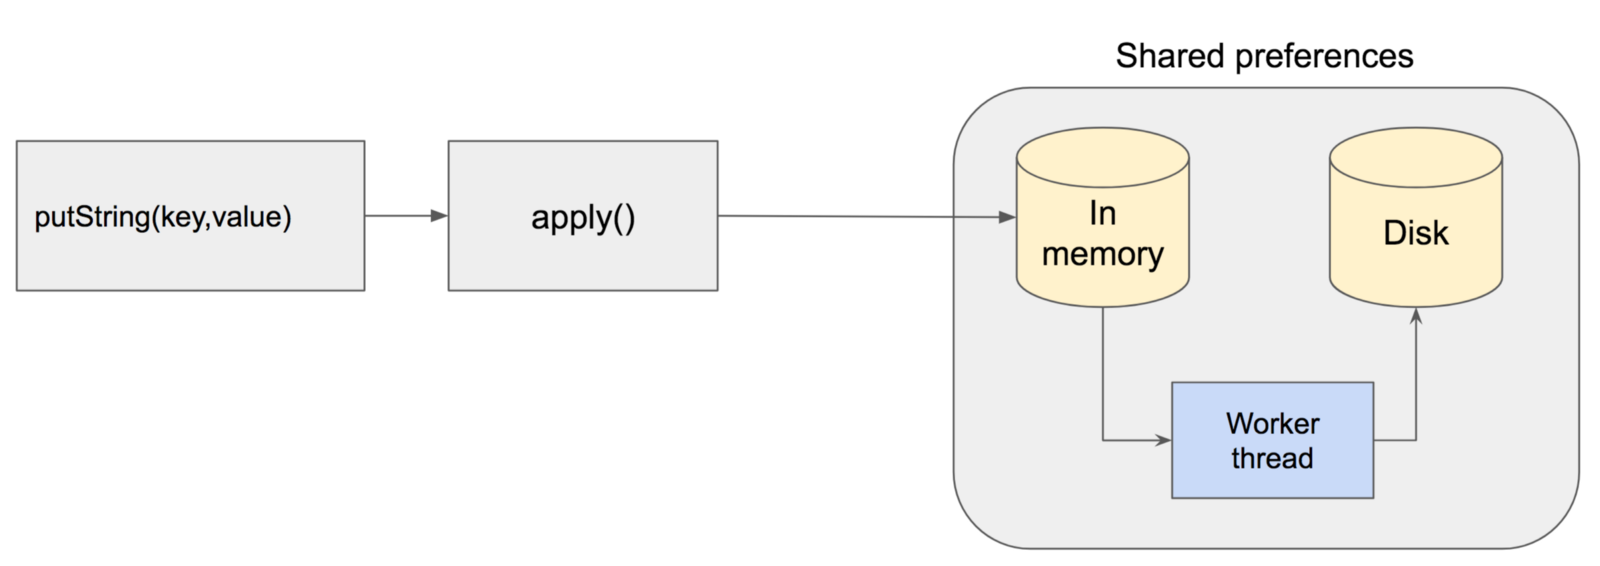 Shared preferences
putString(key,value)
apply()
In
memory
Disk
Worker
thread